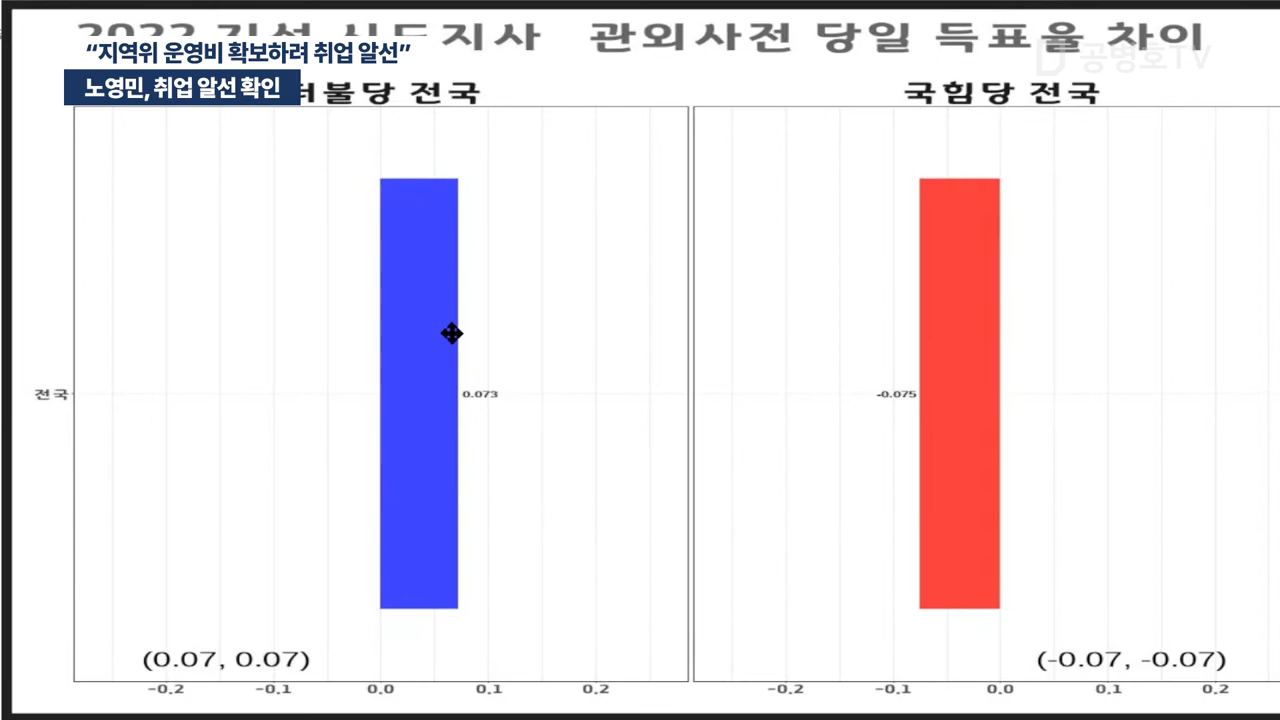 지사 관외사전 당일 득표율 차이
공병호TV
“지역위 운영비 확보하려 취업 알선”
노영민, 취업 알선 확인
불당 전국
국힘당 전국
전국
0.073
-0.075
(0.07, 0.07)
(-0.07, -0.07)
-0.2 -0.1 0.0 0.1 0.2
-0.2 -0.1 0.0 0.1 0.2